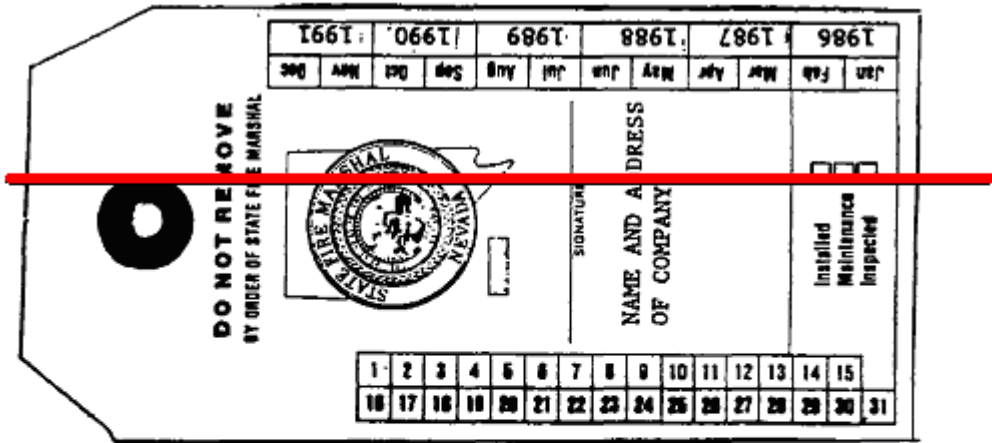 DO NOT REMOVE
BY ORDER OF STATE FIRE MARSHAL
STATE FIRE MARSHAL
NEVADA
SIGNATURE
NAME AND ADDRESS
OF COMPANY
Installed
Maintenance
Inspected
1986 1987 1988 1989 1990 1991
Jan Feb Mar Apr May Jun Jul Aug Sep Oct Nov Dec
1 2 3 4 5 6 7 8 9 10 11 12 13 14 15
16 17 18 19 20 21 22 23 24 25 26 27 28 29 30 31